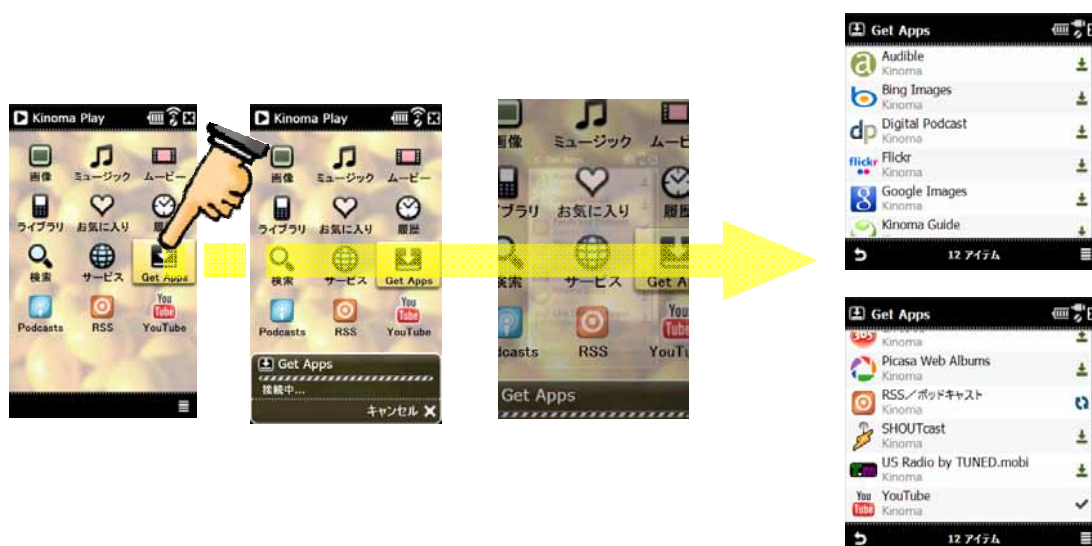 Kinoma Play
画像 ミュージック ムービー
ライブラリ お気に入り 履歴
検索 サービス Get Apps
Podcasts RSS YouTube
Kinoma Play
画像 ミュージック ムービー
ライブラリ お気に入り 履歴
検索 サービス Get Apps
Podcasts RSS YouTube
Get Apps
接続中...
キャンセル
画像 ミュージック ムービー
ブラリ お気に入り 履歴
検索 サービス Get A
dcasts RSS YouTu
Get Apps
Get Apps
Audible
Kinoma
Bing Images
Kinoma
Digital Podcast
Kinoma
Flickr
Kinoma
Google Images
Kinoma
Kinoma Guide
12 アイテム
Get Apps
Kinoma
Picasa Web Albums
Kinoma
RSS/ポッドキャスト
Kinoma
SHOUTcast
Kinoma
US Radio by TUNED.mobi
Kinoma
YouTube
Kinoma
12 アイテム